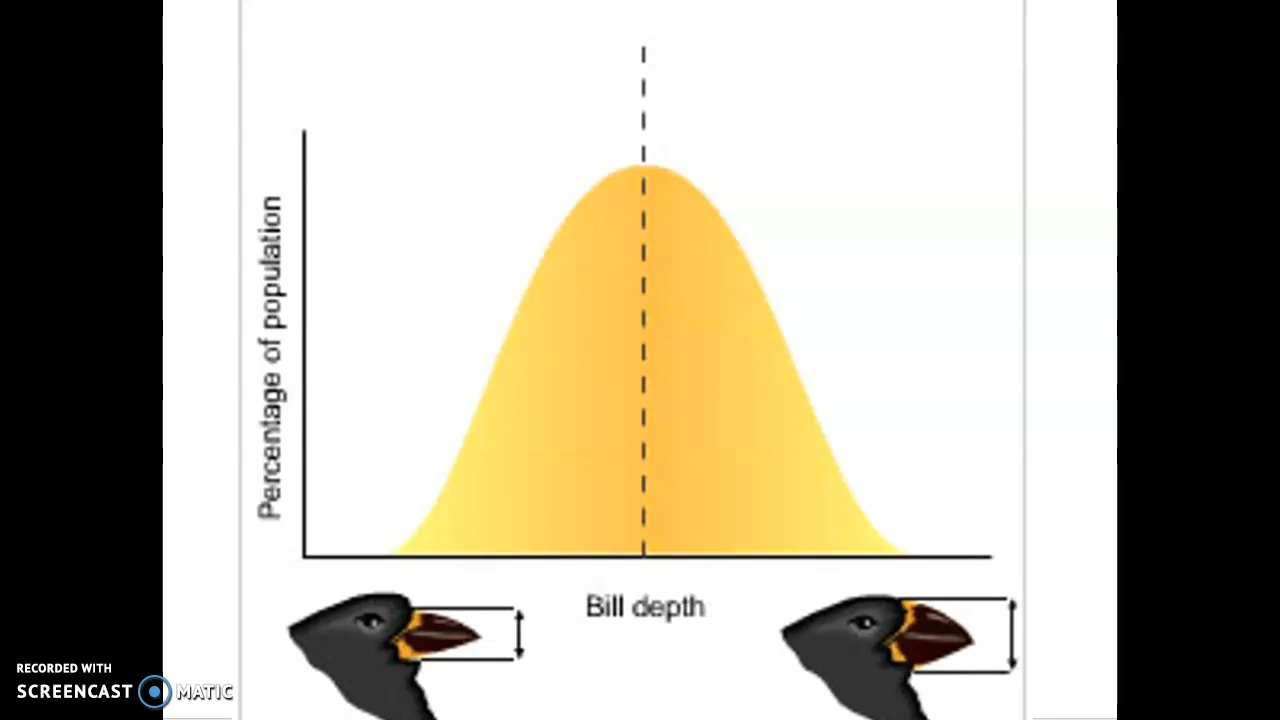 Percentage of population
Bill depth
RECORDED WITH
SCREENCAST MATIC